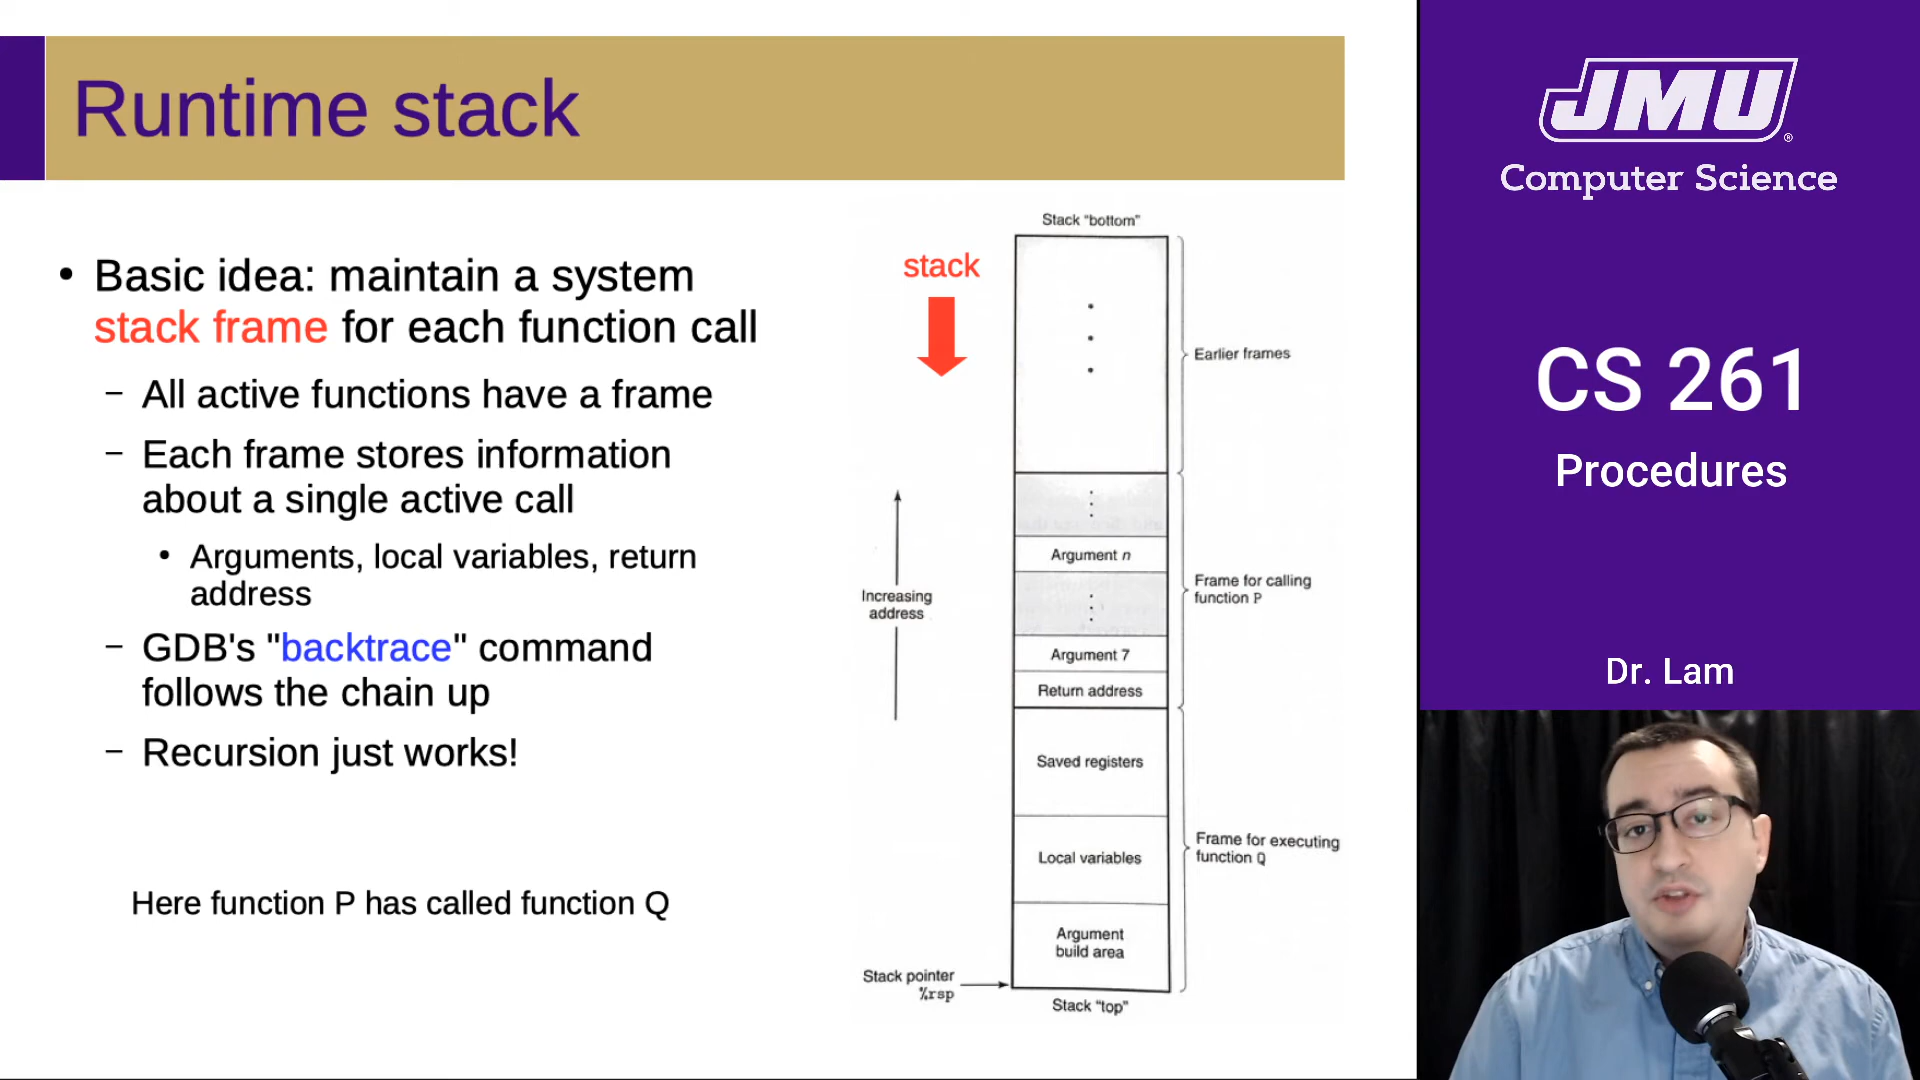 Runtime stack
• Basic idea: maintain a system
stack frame for each function call
– All active functions have a frame
– Each frame stores information
about a single active call
• Arguments, local variables, return
address
– GDB's "backtrace" command
follows the chain up
– Recursion just works!
Here function P has called function Q
stack
Stack “bottom”
Earlier frames
Increasing
address
Argument n
Frame for calling
function P
Argument 7
Return address
Saved registers
Local variables
Frame for executing
function Q
Argument
build area
Stack pointer
%rsp
Stack “top”
JMU®
Computer Science
CS 261
Procedures
Dr. Lam